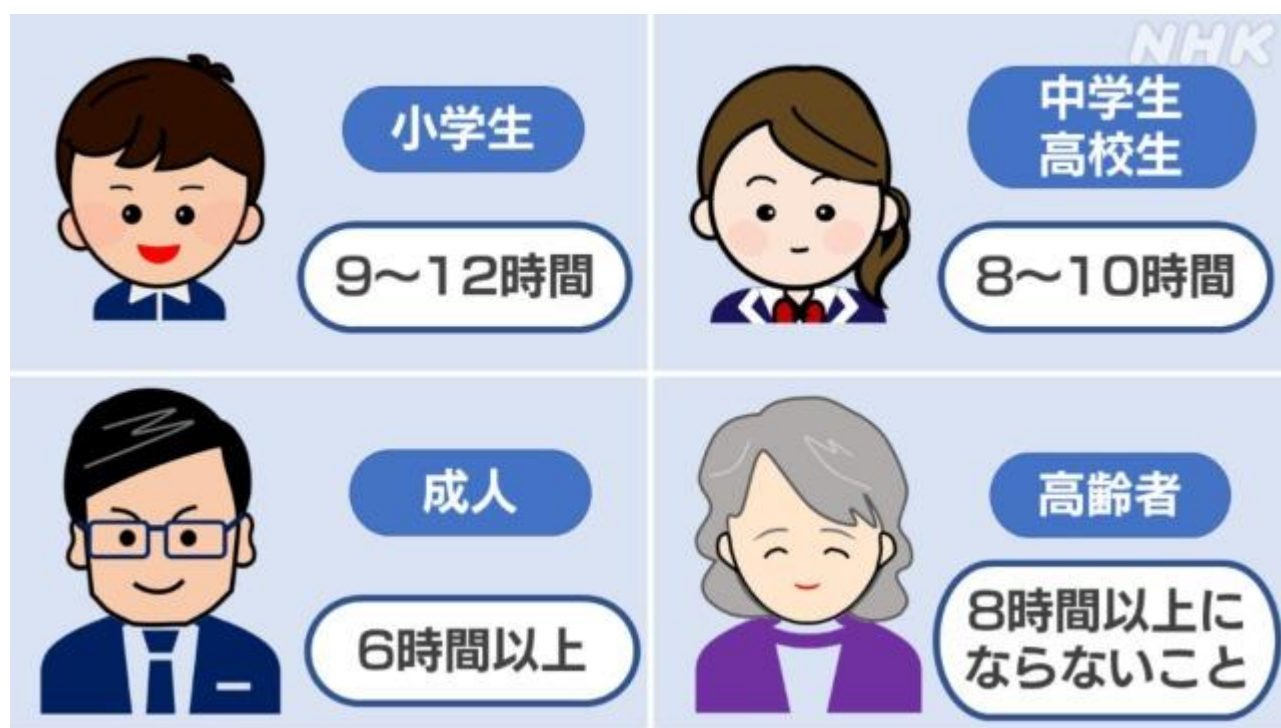 NHK
小学生
9～12時間
中学生
高校生
8～10時間
成人
6時間以上
高齢者
8時間以上に
ならないこと